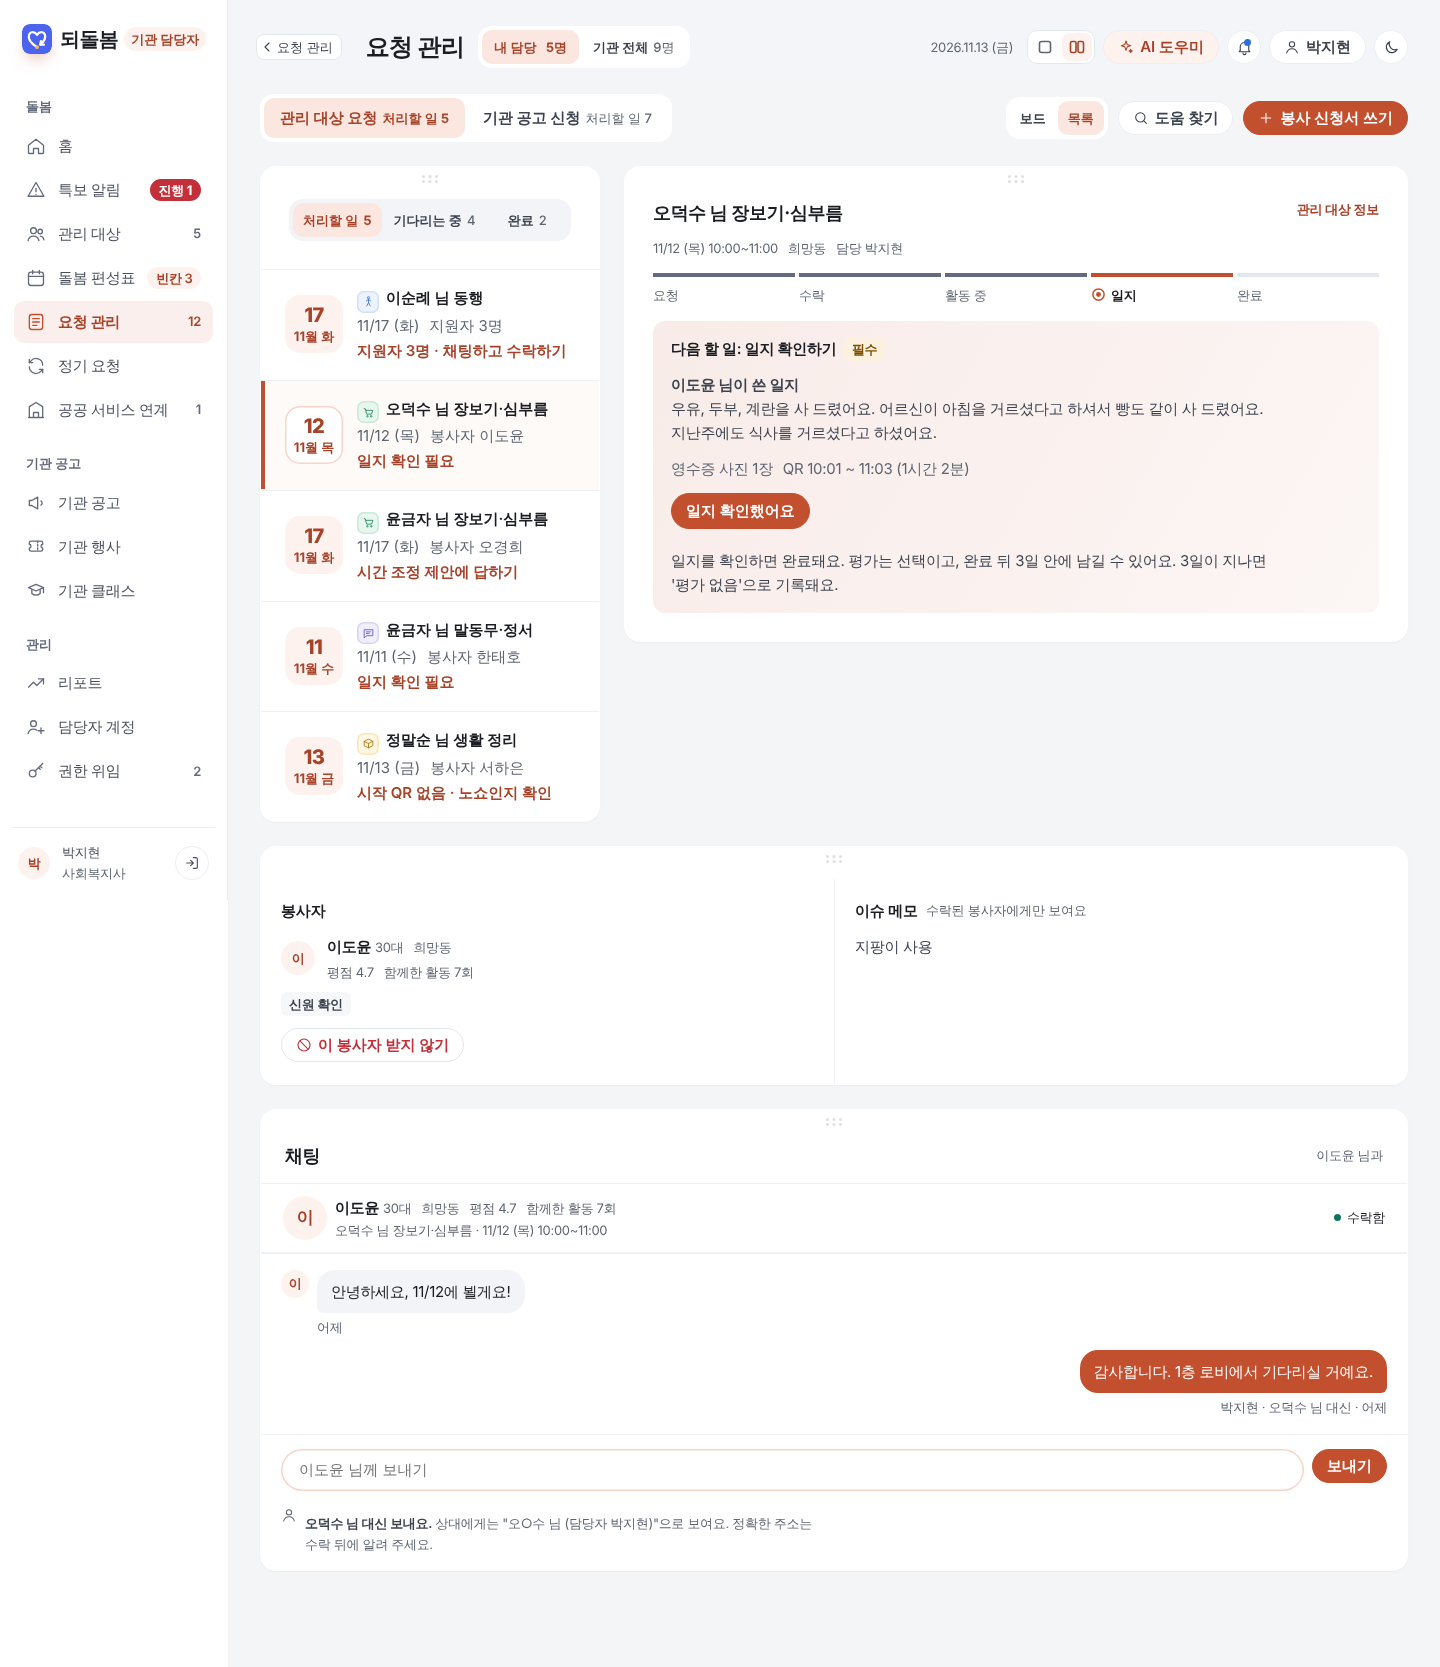 되돌봄 기관 담당자
돌봄
홈
특보 알림 진행 1
관리 대상 5
돌봄 편성표 빈칸 3
요청 관리 12
정기 요청
공공 서비스 연계 1
기관 공고
기관 공고
기관 행사
기관 클래스
관리
리포트
담당자 계정
권한 위임 2
박 박지현
사회복지사
요청 관리
요청 관리
내 담당 5명 기관 전체 9명
2026.11.13 (금)
AI 도우미
박지현
관리 대상 요청 처리할 일 5 기관 공고 신청 처리할 일 7
보드 목록
도움 찾기
봉사 신청서 쓰기
처리할 일 5 기다리는 중 4 완료 2
17
11월 화
이순례 님 동행
11/17 (화) 지원자 3명
지원자 3명 · 채팅하고 수락하기
12
11월 목
오덕수 님 장보기·심부름
11/12 (목) 봉사자 이도윤
일지 확인 필요
17
11월 화
윤금자 님 장보기·심부름
11/17 (화) 봉사자 오경희
시간 조정 제안에 답하기
11
11월 수
윤금자 님 말동무·정서
11/11 (수) 봉사자 한태호
일지 확인 필요
13
11월 금
정말순 님 생활 정리
11/13 (금) 봉사자 서하은
시작 QR 없음 · 노쇼인지 확인
오덕수 님 장보기·심부름
관리 대상 정보
11/12 (목) 10:00~11:00 희망동 담당 박지현
요청 수락 활동 중 일지 완료
다음 할 일: 일지 확인하기 필수
이도윤 님이 쓴 일지
우유, 두부, 계란을 사 드렸어요. 어르신이 아침을 거르셨다고 하셔서 빵도 같이 사 드렸어요.
지난주에도 식사를 거르셨다고 하셨어요.
영수증 사진 1장 QR 10:01 ~ 11:03 (1시간 2분)
일지 확인했어요
일지를 확인하면 완료돼요. 평가는 선택이고, 완료 뒤 3일 안에 남길 수 있어요. 3일이 지나면
'평가 없음'으로 기록돼요.
봉사자
이 이도윤 30대 희망동
평점 4.7 함께한 활동 7회
신원 확인
이 봉사자 받지 않기
이슈 메모 수락된 봉사자에게만 보여요
지팡이 사용
채팅
이도윤 님과
이 이도윤 30대 희망동 평점 4.7 함께한 활동 7회
오덕수 님 장보기·심부름 · 11/12 (목) 10:00~11:00
수락함
이 안녕하세요, 11/12에 뵐게요!
어제
감사합니다. 1층 로비에서 기다리실 거예요.
박지현 · 오덕수 님 대신 · 어제
이도윤 님께 보내기
보내기
오덕수 님 대신 보내요. 상대에게는 "오○수 님 (담당자 박지현)"으로 보여요. 정확한 주소는
수락 뒤에 알려 주세요.